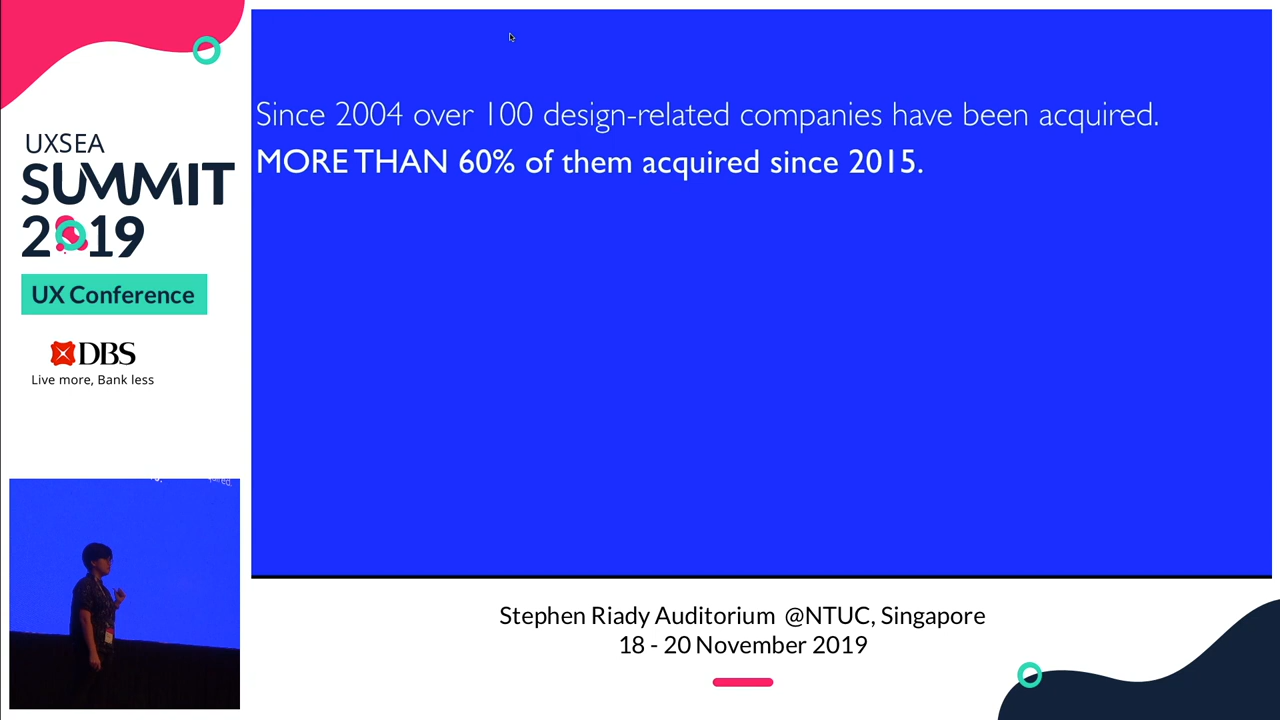 UXSEA
SUMMIT
2019
UX Conference
DBS
Live more, Bank less
Since 2004 over 100 design-related companies have been acquired.
MORE THAN 60% of them acquired since 2015.
Stephen Riady Auditorium @NTUC, Singapore
18 - 20 November 2019